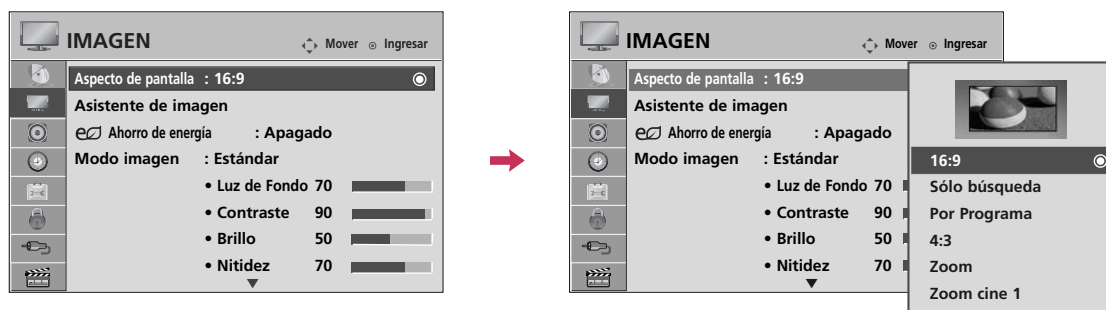 IMAGEN Mover Ingresar
Aspecto de pantalla : 16:9
Asistente de imagen
Ahorro de energía : Apagado
Modo imagen : Estándar
• Luz de Fondo 70
• Contraste 90
• Brillo 50
• Nitidez 70
IMAGEN Mover Ingresar
Aspecto de pantalla : 16:9
Asistente de imagen
Ahorro de energía : Apagado
Modo imagen : Estándar
• Luz de Fondo 70
• Contraste 90
• Brillo 50
• Nitidez 70
16:9
Sólo búsqueda
Por Programa
4:3
Zoom
Zoom cine 1